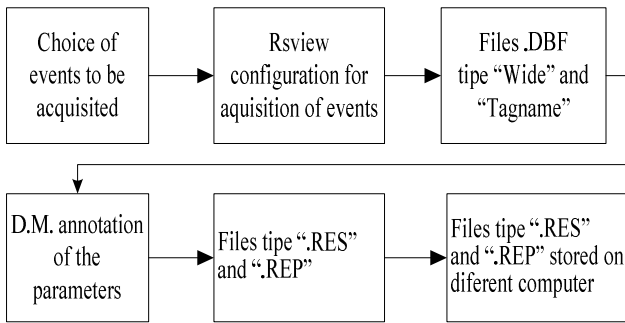 Choice of
events to be
acquisited
Rsview
configuration for
aquisition of events
Files .DBF
tipe “Wide” and
“Tagname”
D.M. annotation
of the
parameters
Files tipe “.RES”
and “.REP”
Files tipe “.RES”
and “.REP” stored on
diferent computer